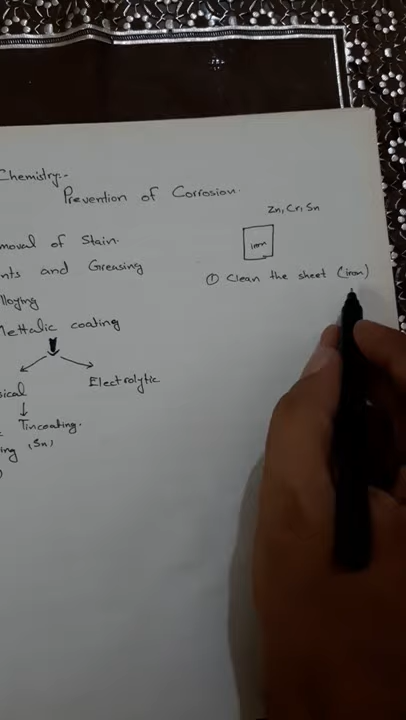 Chemistry:-
Prevention of Corrosion.
moval of Stain.
nts and Greasing
lloying
Mettalic coating
sical
Electrolytic
Tincoating.
ing (Sn)
Zn, Cr, Sn
iron
① Clean the sheet (iron)